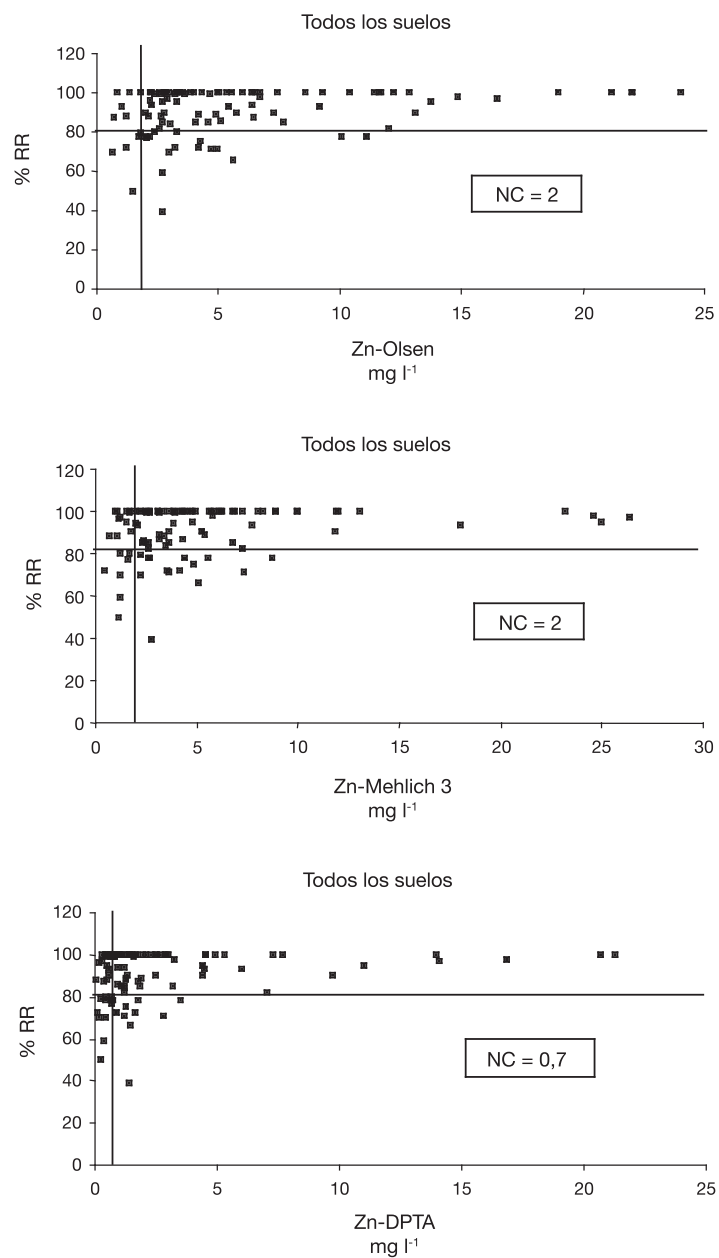 Todos los suelos
120
100
80
60
40
20
0
% RR
NC = 2
0 5 10 15 20 25
Zn-Olsen
mg l-1
Todos los suelos
120
100
80
60
40
20
0
% RR
NC = 2
0 5 10 15 20 25 30
Zn-Mehlich 3
mg l-1
Todos los suelos
120
100
80
60
40
20
0
% RR
NC = 0,7
0 5 10 15 20 25
Zn-DPTA
mg l-1